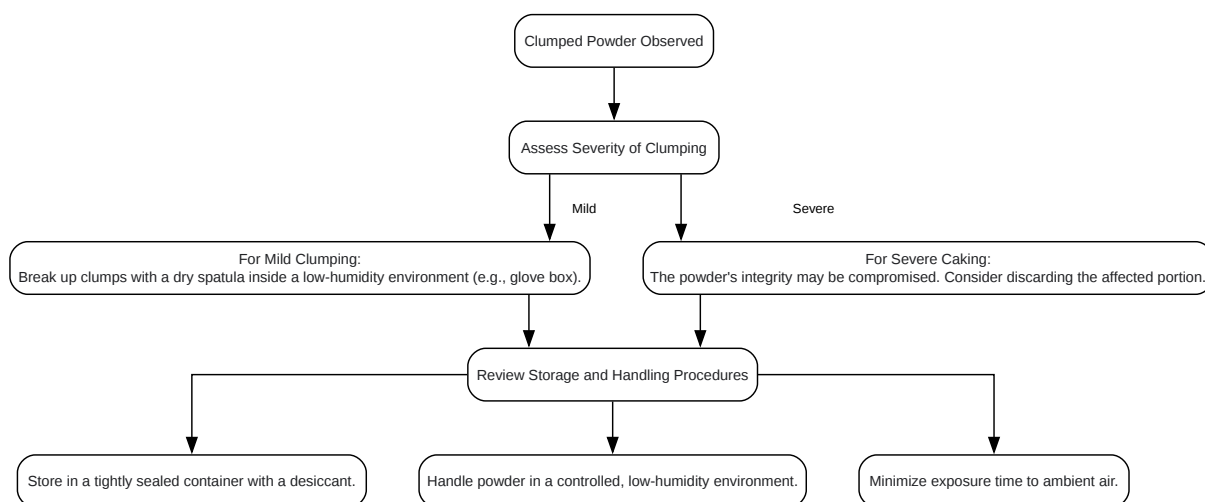 Clumped Powder Observed
Assess Severity of Clumping
Mild
Severe
For Mild Clumping:
Break up clumps with a dry spatula inside a low-humidity environment (e.g., glove box).
For Severe Caking:
The powder's integrity may be compromised. Consider discarding the affected portion.
Review Storage and Handling Procedures
Store in a tightly sealed container with a desiccant.
Handle powder in a controlled, low-humidity environment.
Minimize exposure time to ambient air.